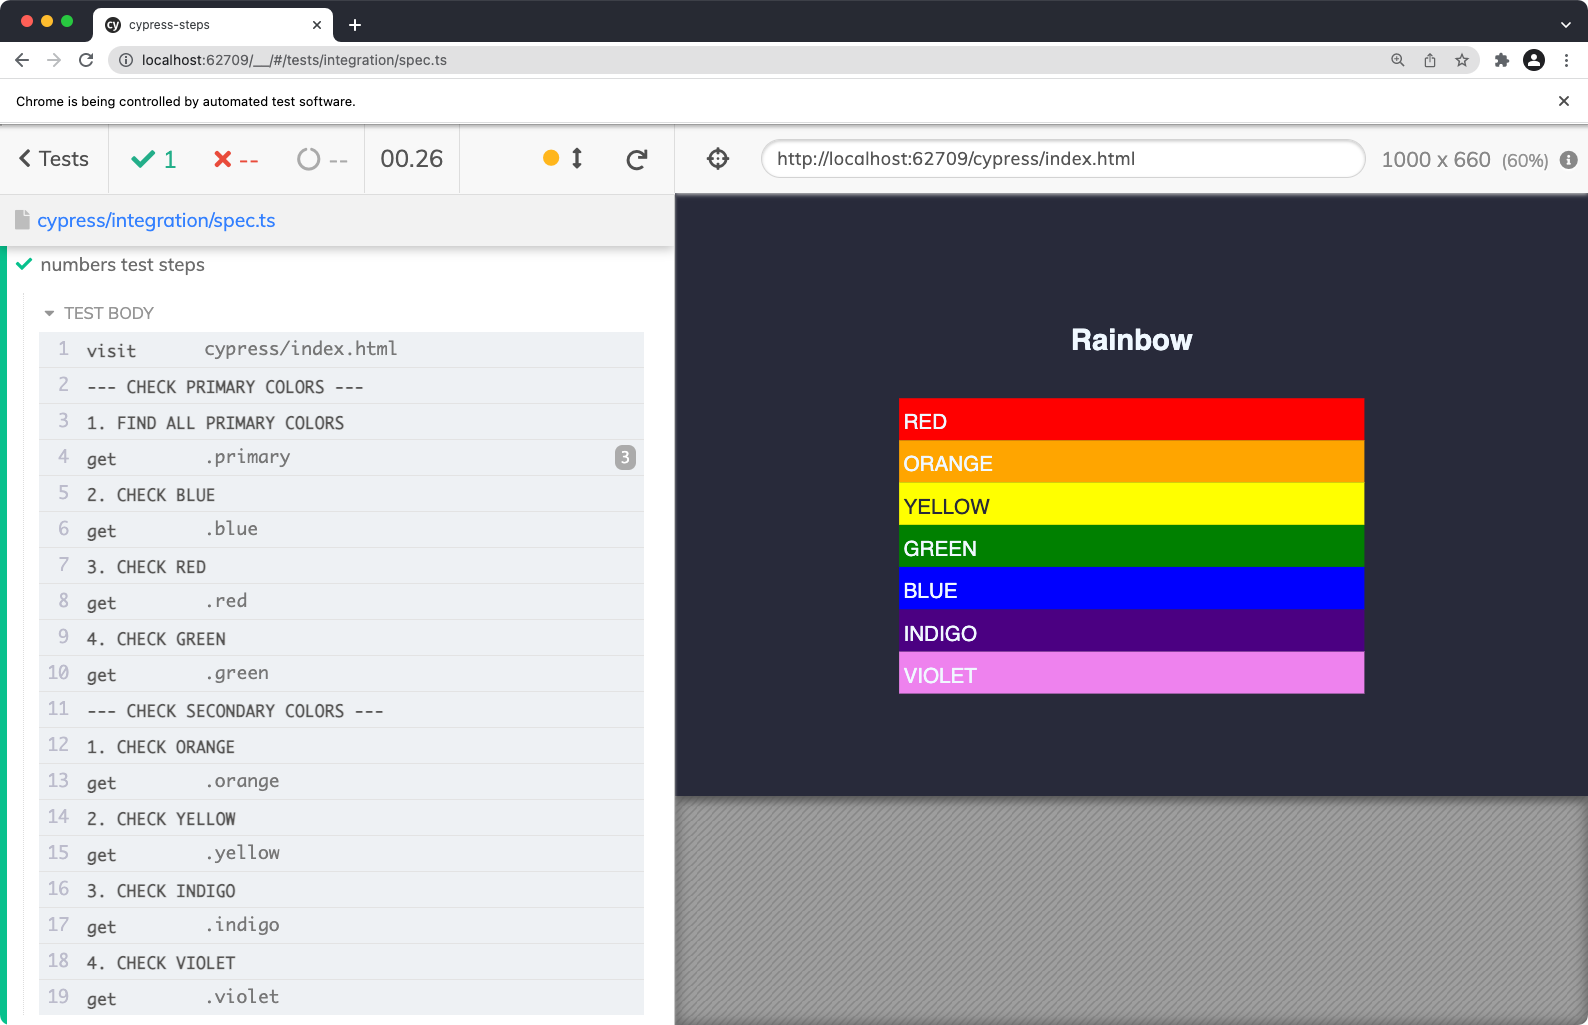 cypress-steps
localhost:62709/__/#/tests/integration/spec.ts
Chrome is being controlled by automated test software.
Tests
1
--
--
00.26
http://localhost:62709/cypress/index.html
1000 x 660 (60%)
cypress/integration/spec.ts
numbers test steps
TEST BODY
1 visit cypress/index.html
2 --- CHECK PRIMARY COLORS ---
3 1. FIND ALL PRIMARY COLORS
4 get .primary 3
5 2. CHECK BLUE
6 get .blue
7 3. CHECK RED
8 get .red
9 4. CHECK GREEN
10 get .green
11 --- CHECK SECONDARY COLORS ---
12 1. CHECK ORANGE
13 get .orange
14 2. CHECK YELLOW
15 get .yellow
16 3. CHECK INDIGO
17 get .indigo
18 4. CHECK VIOLET
19 get .violet
Rainbow
RED
ORANGE
YELLOW
GREEN
BLUE
INDIGO
VIOLET